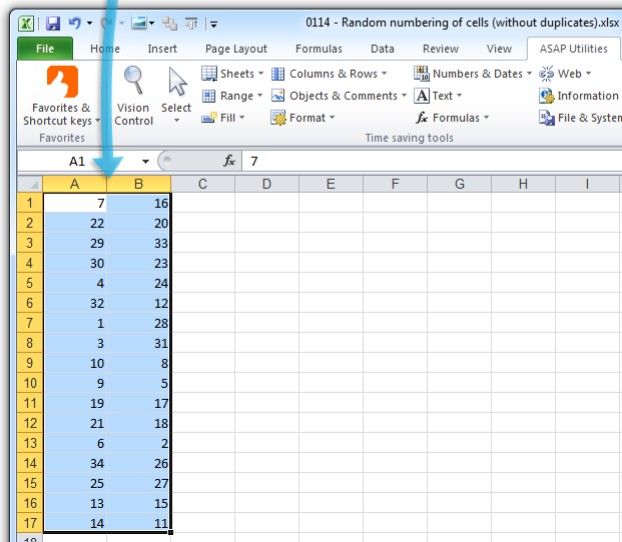 0114 - Random numbering of cells (without duplicates).xlsx
File Home Insert Page Layout Formulas Data Review View ASAP Utilities
Sheets Columns & Rows Numbers & Dates Web
Favorites & Vision Select Range Objects & Comments Text Information
Shortcut keys Control Fill Format Formulas File & System
Favorites Time saving tools
A1 fx 7
A B C D E F G H I
1 7 16
2 22 20
3 29 33
4 30 23
5 4 24
6 32 12
7 1 28
8 3 31
9 10 8
10 9 5
11 19 17
12 21 18
13 6 2
14 34 26
15 25 27
16 13 15
17 14 11
18